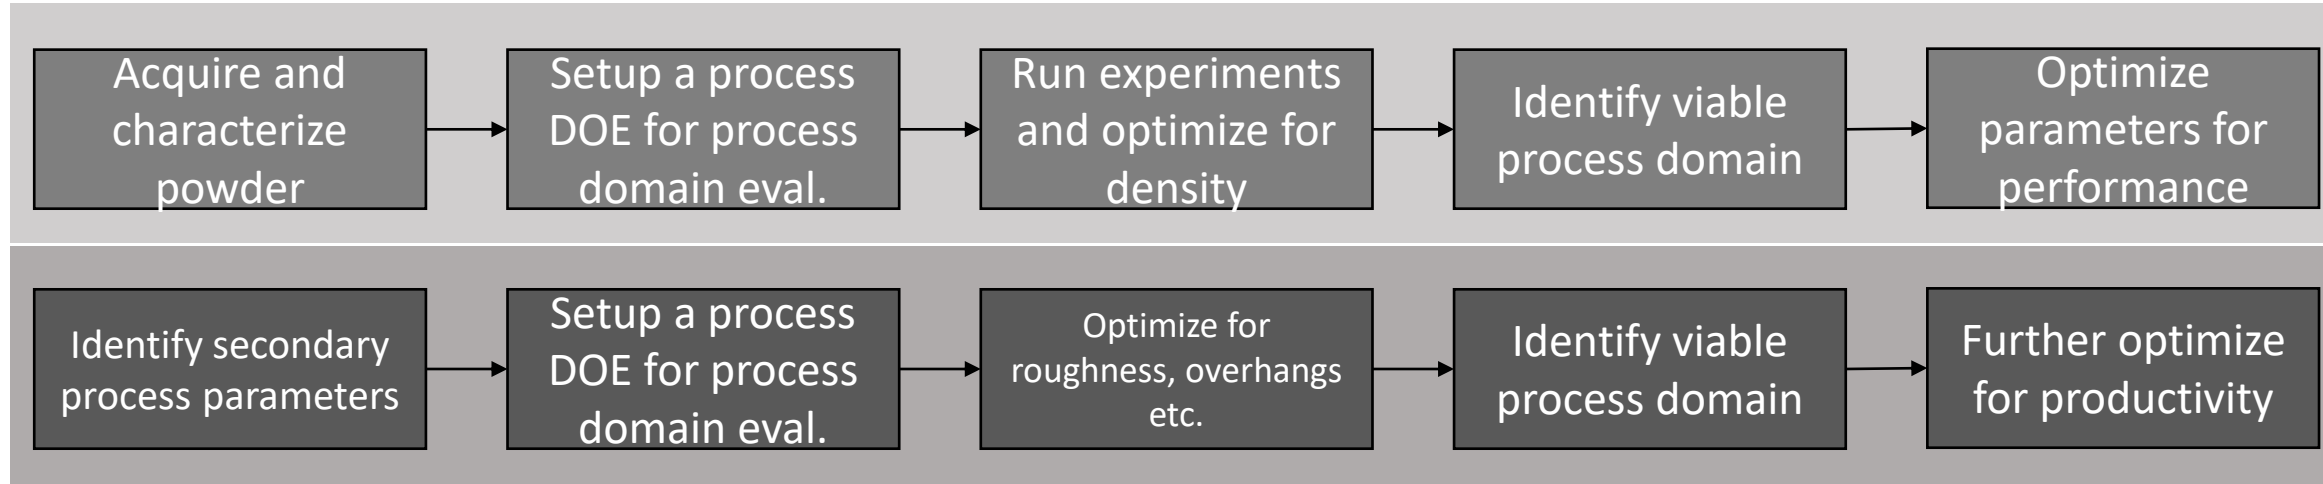 Acquire and
characterize
powder
Setup a process
DOE for process
domain eval.
Run experiments
and optimize for
density
Identify viable
process domain
Optimize
parameters for
performance
Identify secondary
process parameters
Setup a process
DOE for process
domain eval.
Optimize for
roughness, overhangs
etc.
Identify viable
process domain
Further optimize
for productivity